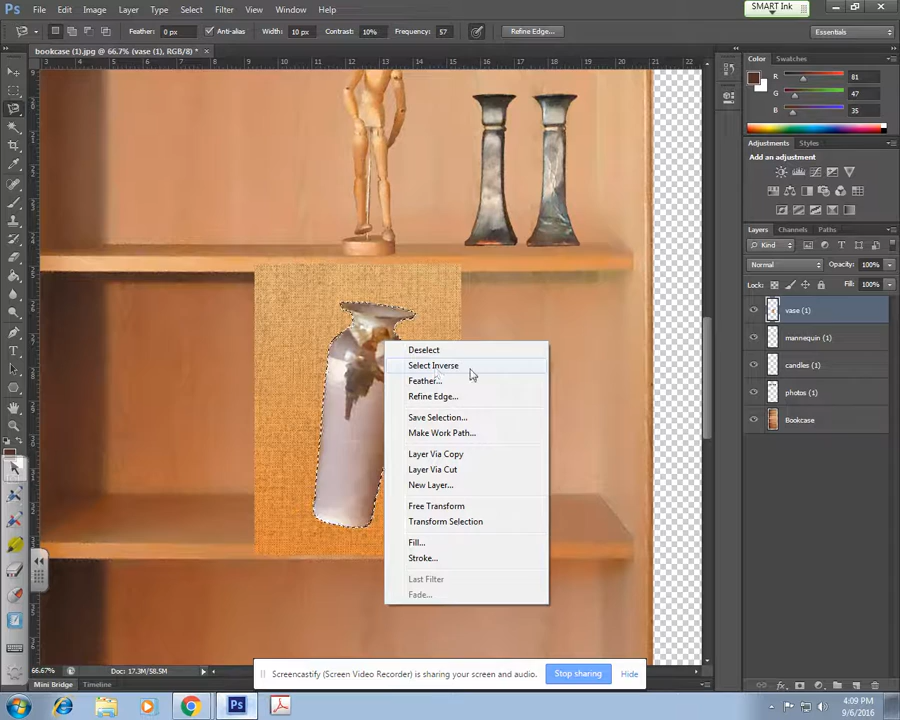 Ps File Edit Image Layer Type Select Filter View Window Help
SMART Ink
Feather: 0 px Anti-alias Width: 10 px Contrast: 10% Frequency: 57 Refine Edge... Essentials
bookcase (1).jpg @ 66.7% (vase (1), RGB/8) * ×
Color Swatches
R 81
G 47
B 35
Adjustments Styles
Add an adjustment
Layers Channels Paths
Kind
Normal Opacity: 100%
Lock: Fill: 100%
vase (1)
mannequin (1)
candles (1)
photos (1)
Bookcase
Deselect
Select Inverse
Feather...
Refine Edge...
Save Selection...
Make Work Path...
Layer Via Copy
Layer Via Cut
New Layer...
Free Transform
Transform Selection
Fill...
Stroke...
Last Filter
Fade...
66.67% Doc: 17.3M/58.5M
Screencastify (Screen Video Recorder) is sharing your screen and audio. Stop sharing Hide
Mini Bridge Timeline
Ps
4:09 PM
9/6/2016